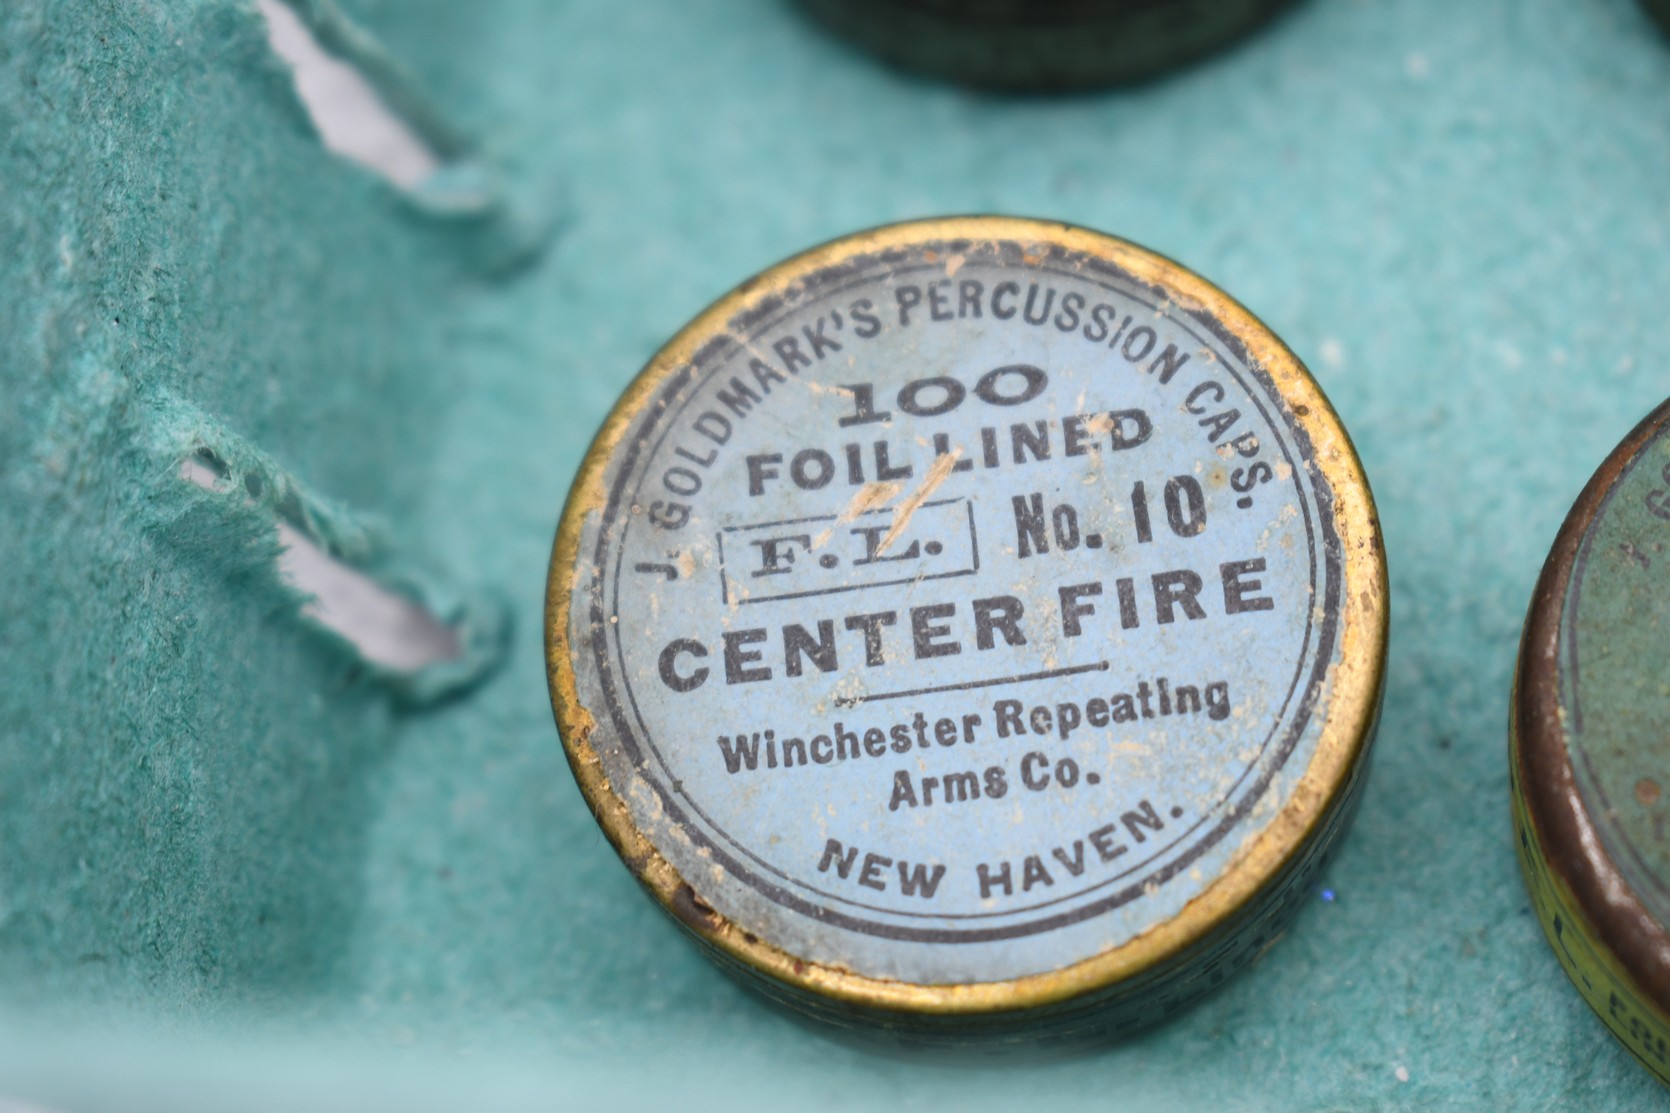 J. GOLDMARK'S PERCUSSION CAPS.
100
FOIL LINED
F.L. No. 10
CENTER FIRE
Winchester Repeating
Arms Co.
NEW HAVEN.